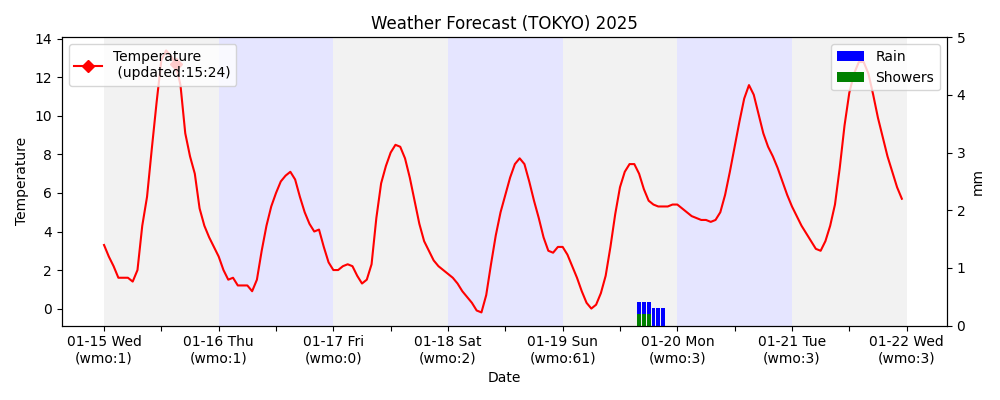 Weather Forecast (TOKYO) 2025
Temperature
(updated:15:24)
Rain
Showers
Temperature
14
12
10
8
6
4
2
0
5
4
3
2
1
0
mm
01-15 Wed
(wmo:1)
01-16 Thu
(wmo:1)
01-17 Fri
(wmo:0)
01-18 Sat
(wmo:2)
01-19 Sun
(wmo:61)
01-20 Mon
(wmo:3)
01-21 Tue
(wmo:3)
01-22 Wed
(wmo:3)
Date